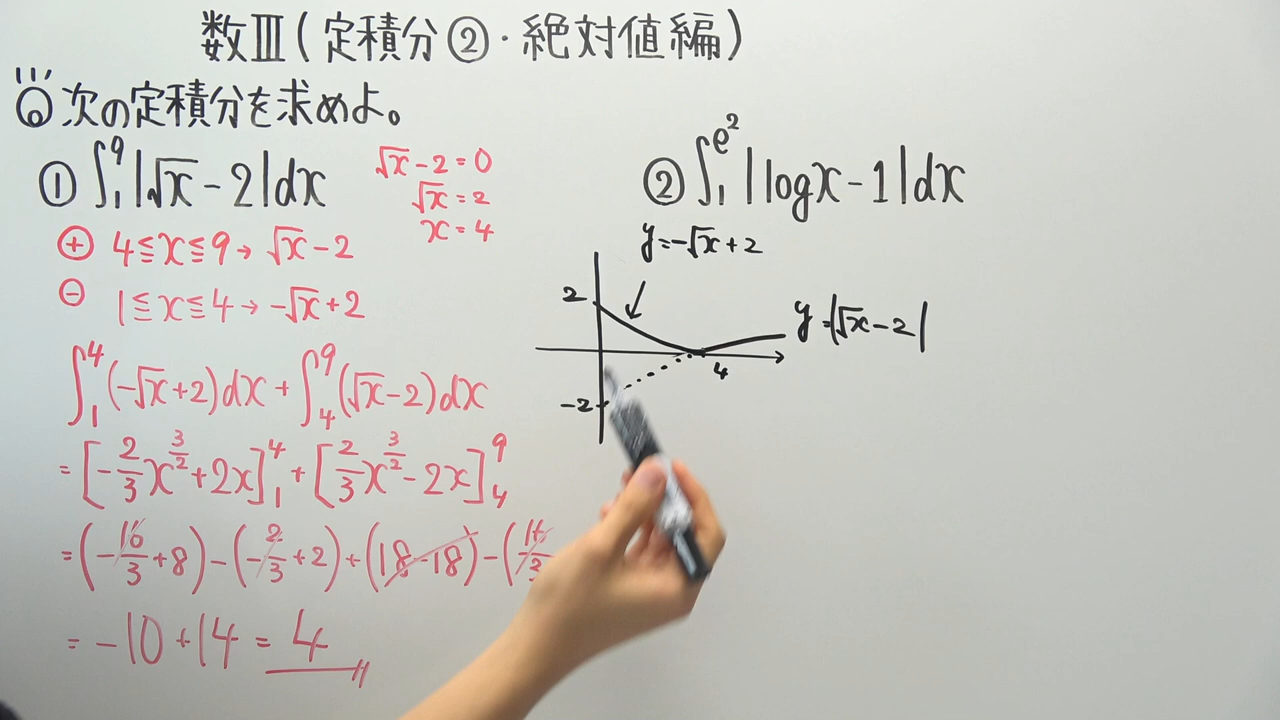 数Ⅲ(定積分②・絶対値編)
Q 次の定積分を求めよ。
① ∫₁⁹|√x-2|dx
√x-2=0
√x=2
x=4
⊕ 4≦x≦9→√x-2
⊖ 1≦x≦4→-√x+2
∫₁⁴(-√x+2)dx+∫₄⁹(√x-2)dx
=[-2/3x^(3/2)+2x]₁⁴+[2/3x^(3/2)-2x]₄⁹
=(-16/3+8)-(-2/3+2)+(18-18)-(16/3
=-10+14=4
② ∫₁^(e²)|logx-1|dx
y=-√x+2
2
y=|√x-2|
4
-2